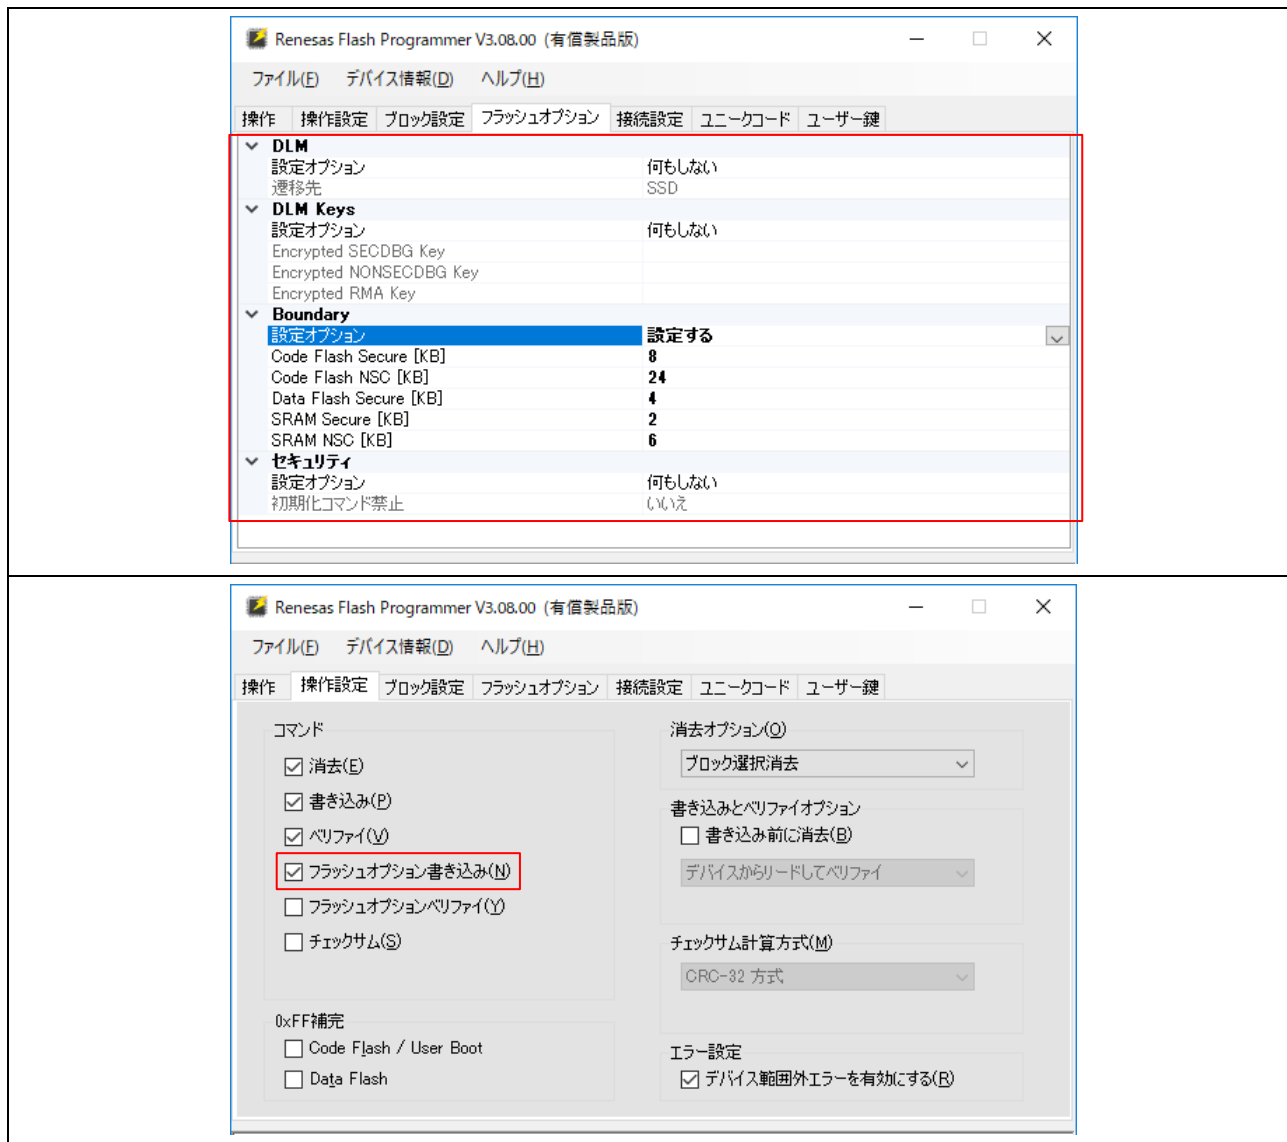 Renesas Flash Programmer V3.08.00 (有償製品版)
ファイル(F) デバイス情報(D) ヘルプ(H)
操作 操作設定 ブロック設定 フラッシュオプション 接続設定 ユニークコード ユーザー鍵
DLM
設定オプション 何もしない
遷移先 SSD
DLM Keys
設定オプション 何もしない
Encrypted SECDBG Key
Encrypted NONSECDBG Key
Encrypted RMA Key
Boundary
設定オプション 設定する
Code Flash Secure [KB] 8
Code Flash NSC [KB] 24
Data Flash Secure [KB] 4
SRAM Secure [KB] 2
SRAM NSC [KB] 6
セキュリティ
設定オプション 何もしない
初期化コマンド禁止 いいえ
Renesas Flash Programmer V3.08.00 (有償製品版)
ファイル(F) デバイス情報(D) ヘルプ(H)
操作 操作設定 ブロック設定 フラッシュオプション 接続設定 ユニークコード ユーザー鍵
コマンド
消去(E)
書き込み(P)
ベリファイ(V)
フラッシュオプション書き込み(N)
フラッシュオプションベリファイ(Y)
チェックサム(S)
0xFF補完
Code Flash / User Boot
Data Flash
消去オプション(O)
ブロック選択消去
書き込みとベリファイオプション
書き込み前に消去(B)
デバイスからリードしてベリファイ
チェックサム計算方式(M)
CRC-32 方式
エラー設定
デバイス範囲外エラーを有効にする(R)